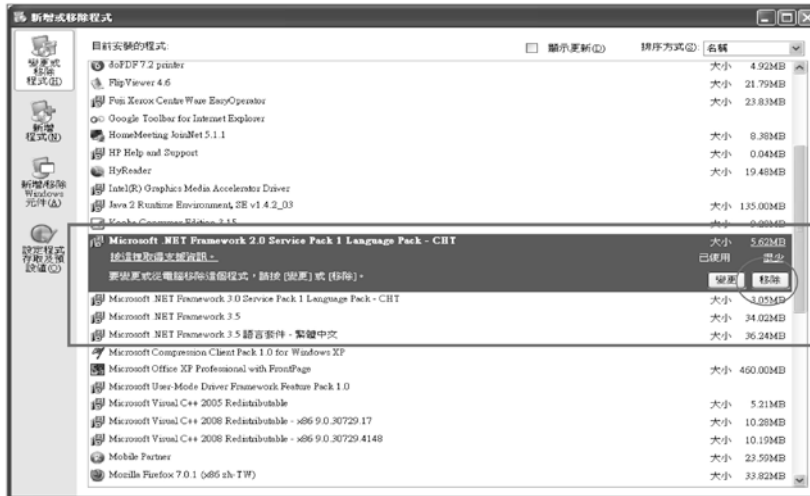 新增或移除程式
變更或
移除
程式(H)
新增
程式(N)
新增/移除
Windows
元件(A)
設定程式
存取及預
設值(O)
目前安裝的程式:
顯示更新(D)
排序方式(S): 名稱
doPDF 7.2 printer 大小 4.92MB
FlipViewer 4.6 大小 21.79MB
Fuji Xerox CentreWare EasyOperator 大小 23.83MB
Google Toolbar for Internet Explorer
HomeMeeting JoinNet 5.1.1 大小 8.38MB
HP Help and Support 大小 0.04MB
HyReader 大小 19.48MB
Intel(R) Graphics Media Accelerator Driver
Java 2 Runtime Environment, SE v1.4.2_03 大小 135.00MB
Microsoft .NET Framework 2.0 Service Pack 1 Language Pack - CHT 大小 5.62MB
按這裡取得支援資訊。 已使用 很少
要變更或從電腦移除這個程式，請按 [變更] 或 [移除]。 變更 移除
Microsoft .NET Framework 3.0 Service Pack 1 Language Pack - CHT 大小 3.05MB
Microsoft .NET Framework 3.5 大小 34.02MB
Microsoft .NET Framework 3.5 語言套件 - 繁體中文 大小 36.24MB
Microsoft Compression Client Pack 1.0 for Windows XP
Microsoft Office XP Professional with FrontPage 大小 460.00MB
Microsoft User-Mode Driver Framework Feature Pack 1.0
Microsoft Visual C++ 2005 Redistributable 大小 5.21MB
Microsoft Visual C++ 2008 Redistributable - x86 9.0.30729.17 大小 10.28MB
Microsoft Visual C++ 2008 Redistributable - x86 9.0.30729.4148 大小 10.19MB
Mobile Partner 大小 23.59MB
Mozilla Firefox 7.0.1 (x86 zh-TW) 大小 33.82MB